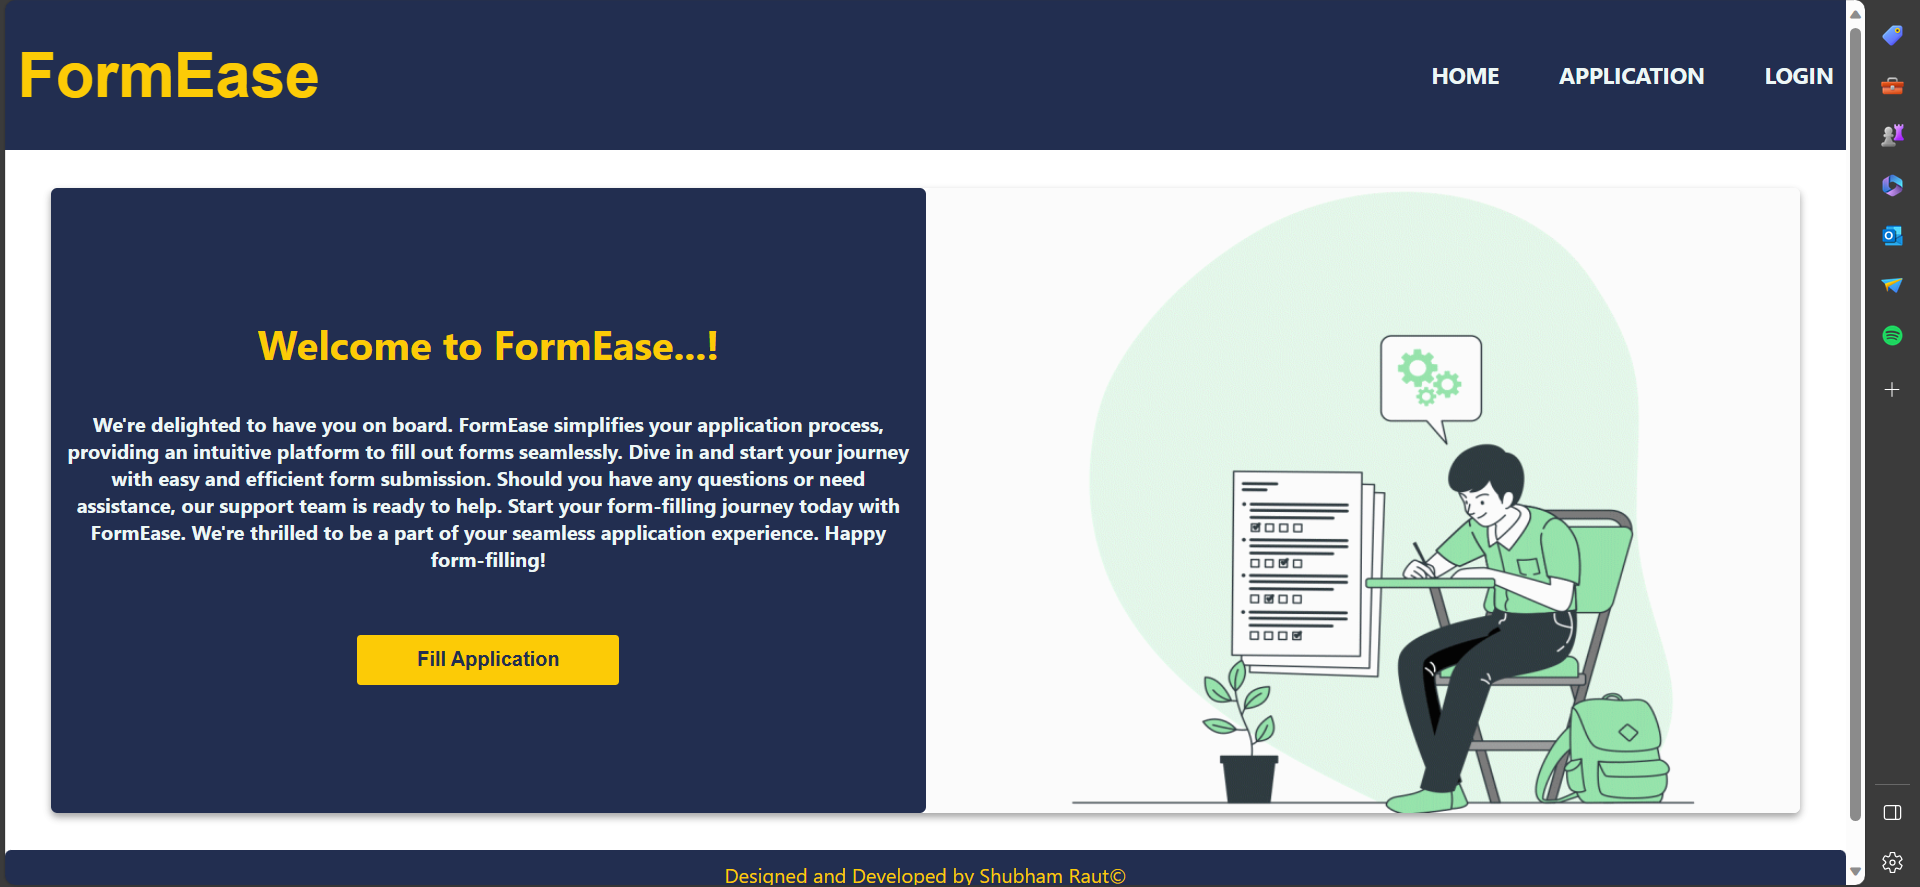 FormEase
HOME
APPLICATION
LOGIN
Welcome to FormEase...!
We're delighted to have you on board. FormEase simplifies your application process,
providing an intuitive platform to fill out forms seamlessly. Dive in and start your journey
with easy and efficient form submission. Should you have any questions or need
assistance, our support team is ready to help. Start your form-filling journey today with
FormEase. We're thrilled to be a part of your seamless application experience. Happy
form-filling!
Fill Application
Designed and Developed by Shubham Raut©